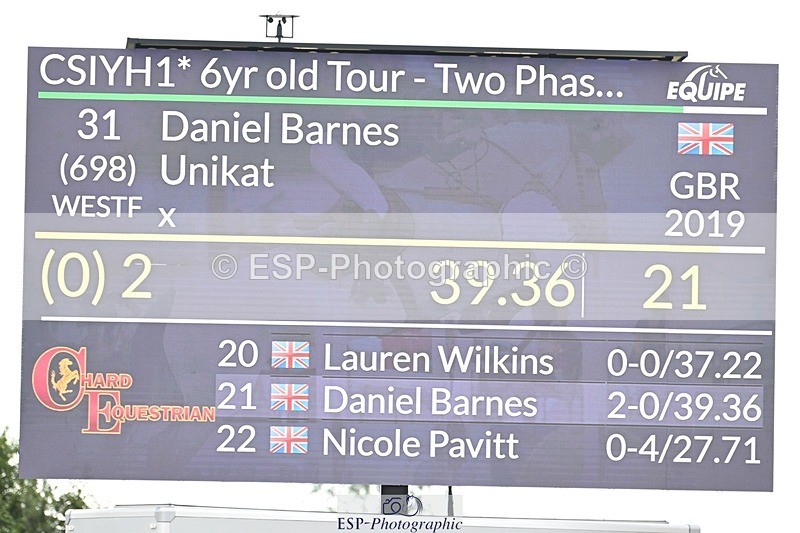 CSIYH1* 6yr old Tour - Two Phas...
EQUIPE
31 Daniel Barnes
(698) Unikat
GBR
WESTF x
2019
(0) 2 39.36 21
© ESP-Photographic ©
20 Lauren Wilkins 0-0/37.22
21 Daniel Barnes 2-0/39.36
22 Nicole Pavitt 0-4/27.71
CHARD
EQUESTRIAN
ESP-Photographic